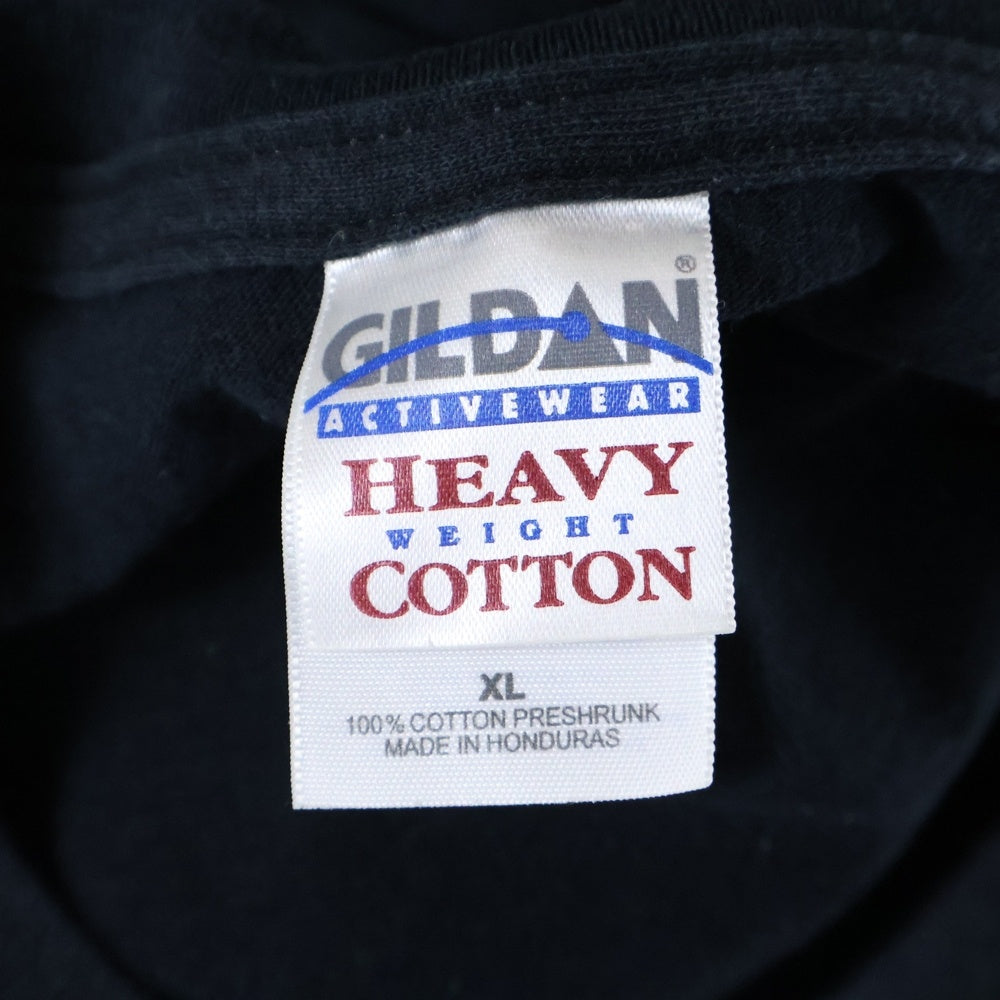 GILDAN®
ACTIVEWEAR
HEAVY
WEIGHT
COTTON
XL
100% COTTON PRESHRUNK
MADE IN HONDURAS